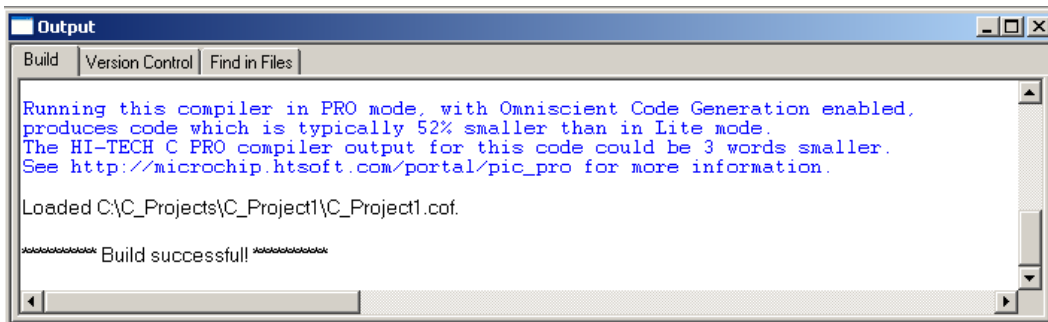 Output
Build Version Control Find in Files
Running this compiler in PRO mode, with Omniscient Code Generation enabled,
produces code which is typically 52% smaller than in Lite mode.
The HI-TECH C PRO compiler output for this code could be 3 words smaller.
See http://microchip.htsoft.com/portal/pic_pro for more information.
Loaded C:\C_Projects\C_Project1\C_Project1.cof.
********** Build successful! **********